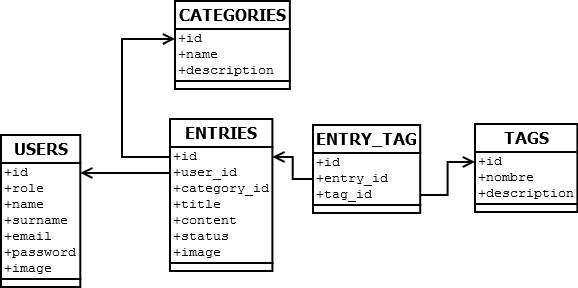 CATEGORIES
+id
+name
+description
USERS
+id
+role
+name
+surname
+email
+password
+image
ENTRIES
+id
+user_id
+category_id
+title
+content
+status
+image
ENTRY_TAG
+id
+entry_id
+tag_id
TAGS
+id
+nombre
+description